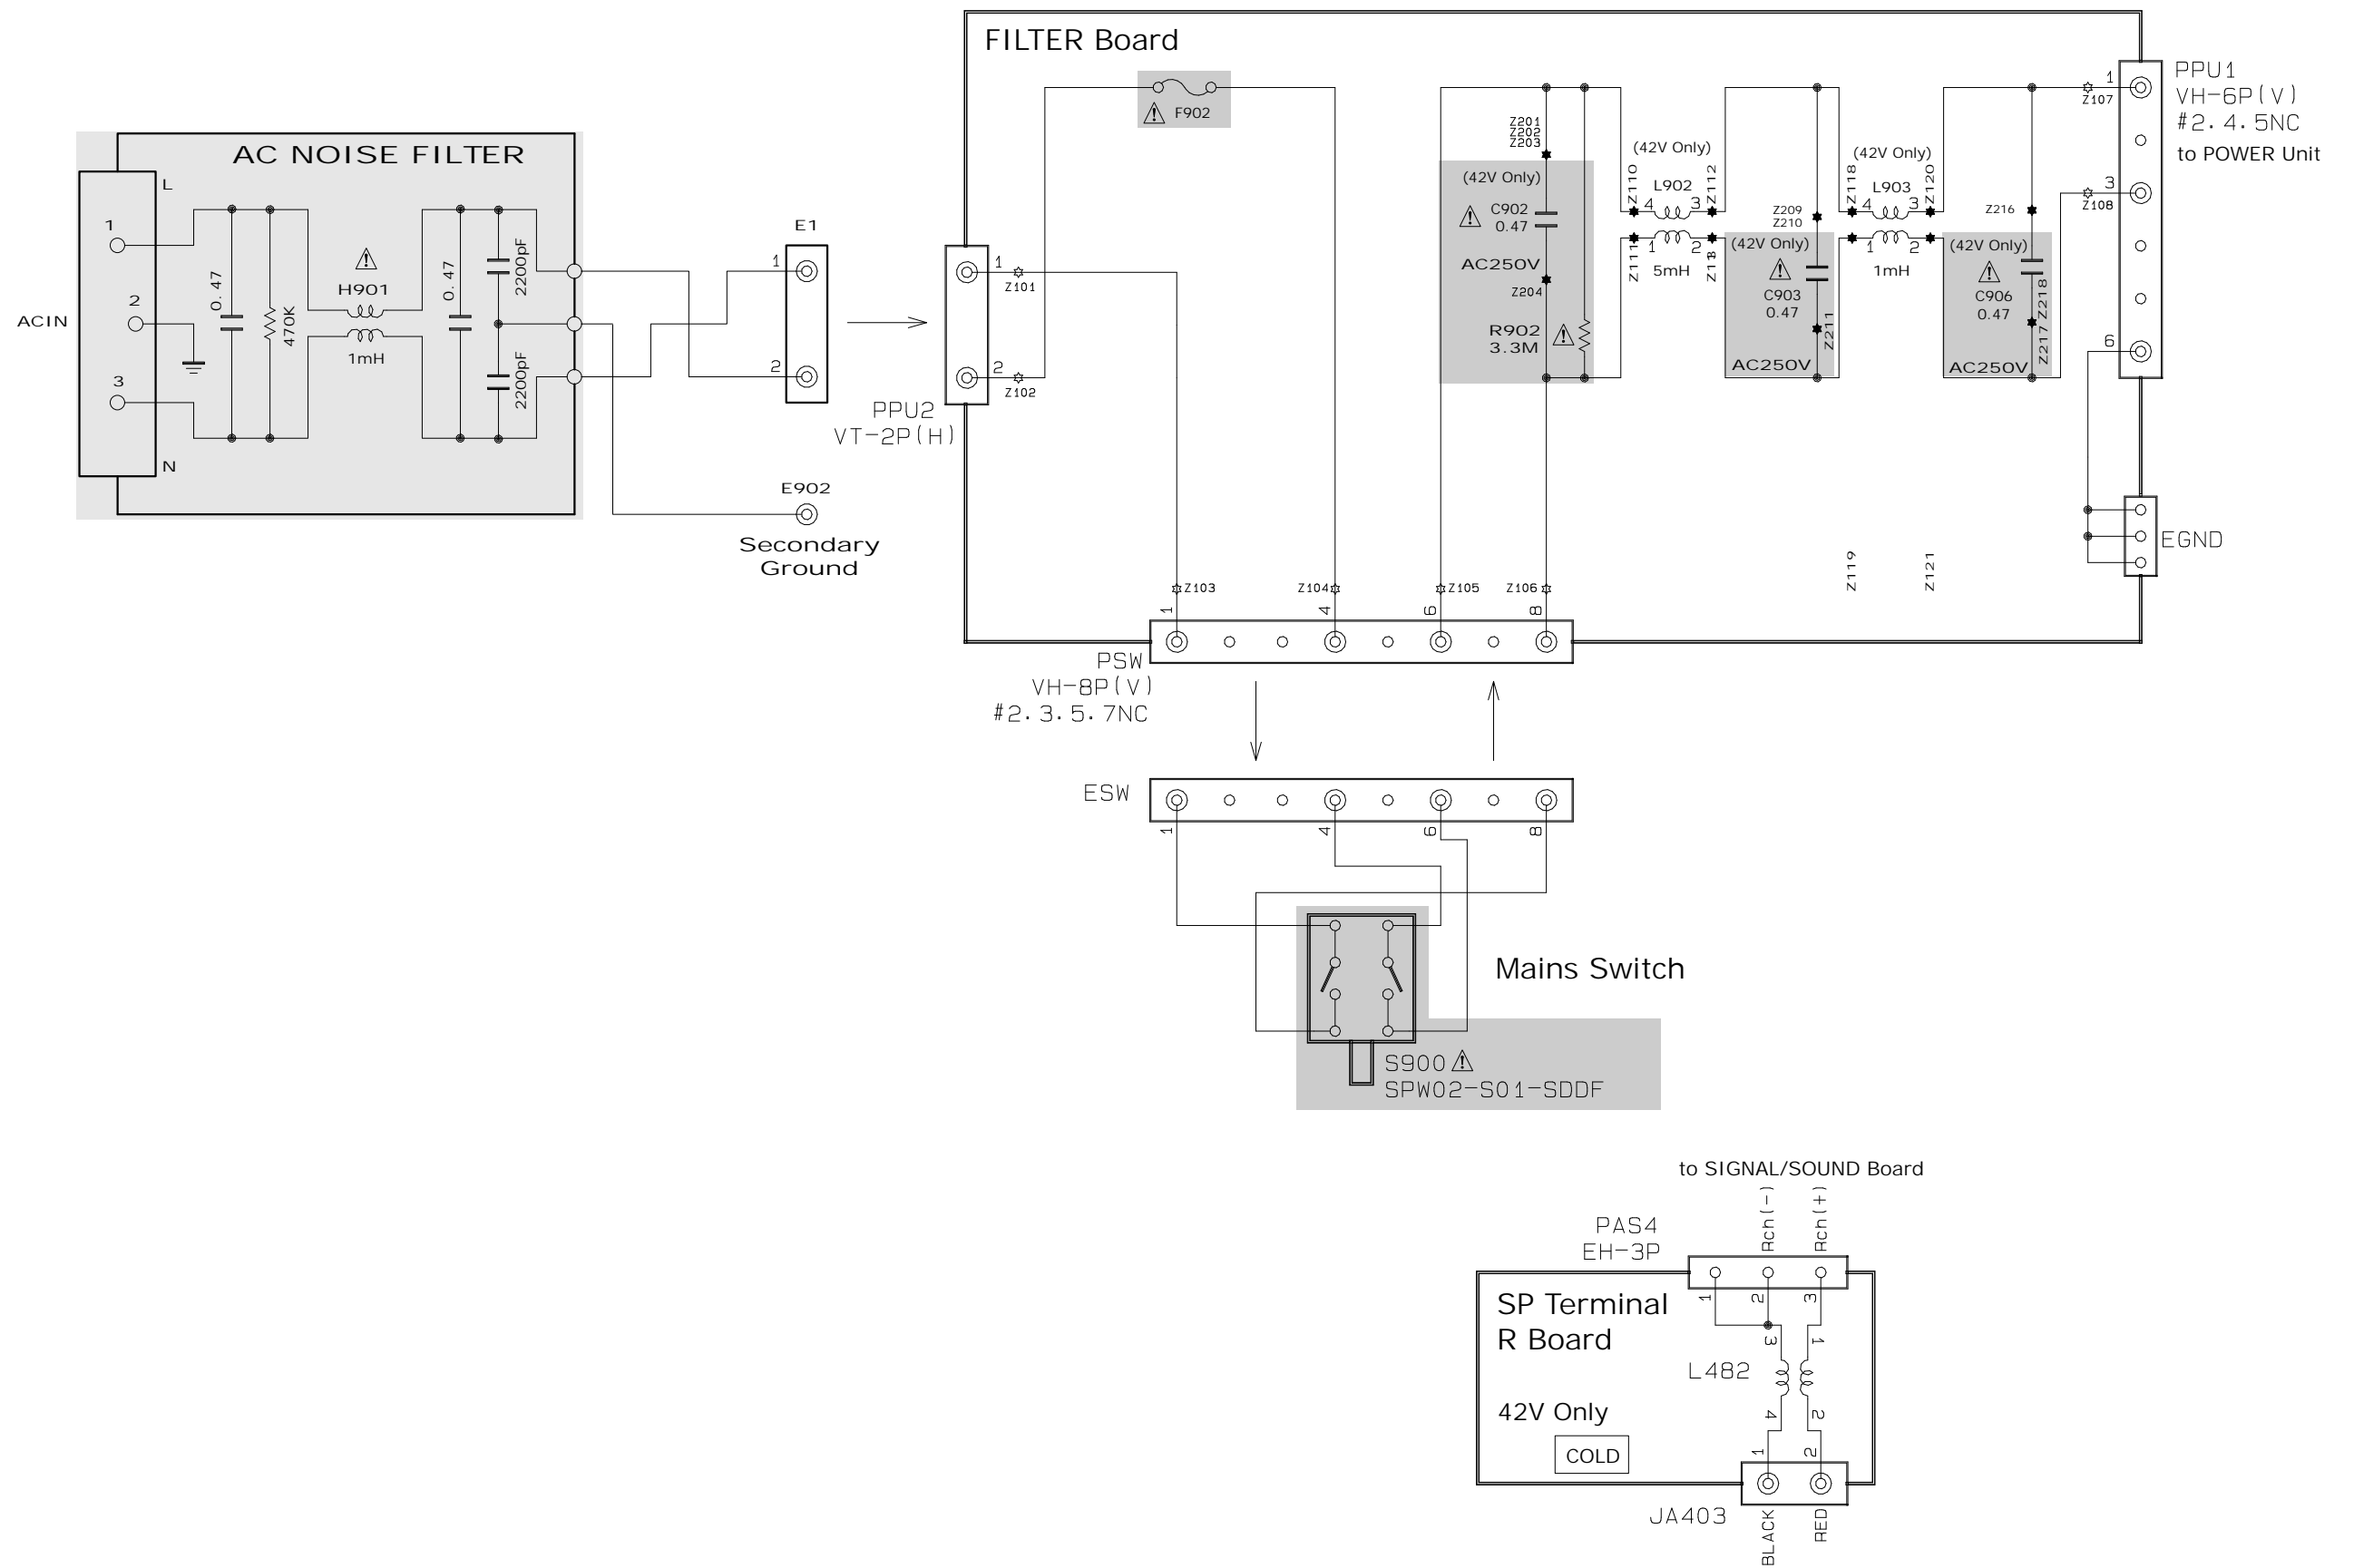 FILTER Board
F902
PPU1
VH-6P(V)
#2.4.5NC
to POWER Unit
1
Z107
3
Z108
6
AC NOISE FILTER
L
1
2
3
N
ACIN
0.47
470K
H901
1mH
0.47
2200pF
2200pF
E1
1
2
E902
Secondary
Ground
PPU2
VT-2P(H)
1
Z101
2
Z102
Z201
Z202
Z203
(42V Only)
C902
0.47
AC250V
Z204
R902
3.3M
(42V Only)
Z110
L902
Z112
4
3
1
2
Z111
5mH
Z209
Z210
(42V Only)
C903
0.47
Z211
AC250V
(42V Only)
Z118
L903
Z120
4
3
1
2
1mH
Z216
(42V Only)
C906
0.47
Z217
Z218
AC250V
Z119
Z121
EGND
Z103
Z104
Z105
Z106
1
4
6
8
PSW
VH-8P(V)
#2.3.5.7NC
ESW
1
4
6
8
Mains Switch
S900
SPW02-S01-SDDF
to SIGNAL/SOUND Board
Rch(-)
Rch(+)
PAS4
EH-3P
1
2
3
SP Terminal
R Board
3
1
L482
4
2
42V Only
COLD
1
2
JA403
BLACK
RED